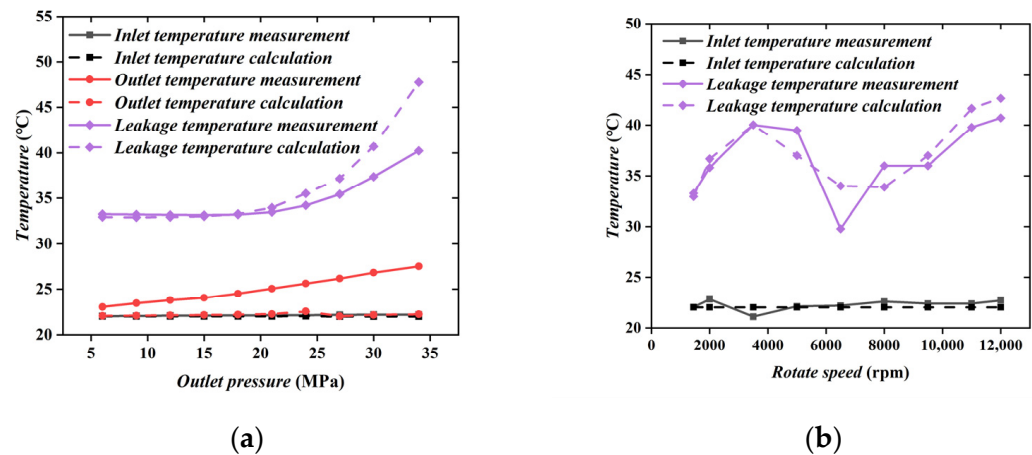 55
50
45
40
35
30
25
20
Temperature (℃)
Inlet temperature measurement
Inlet temperature calculation
Outlet temperature measurement
Outlet temperature calculation
Leakage temperature measurement
Leakage temperature calculation
5 10 15 20 25 30 35
Outlet pressure (MPa)
(a)
50
45
40
35
30
25
20
Temperature (℃)
Inlet temperature measurement
Inlet temperature calculation
Leakage temperature measurement
Leakage temperature calculation
0 2000 4000 6000 8000 10,000 12,000
Rotate speed (rpm)
(b)